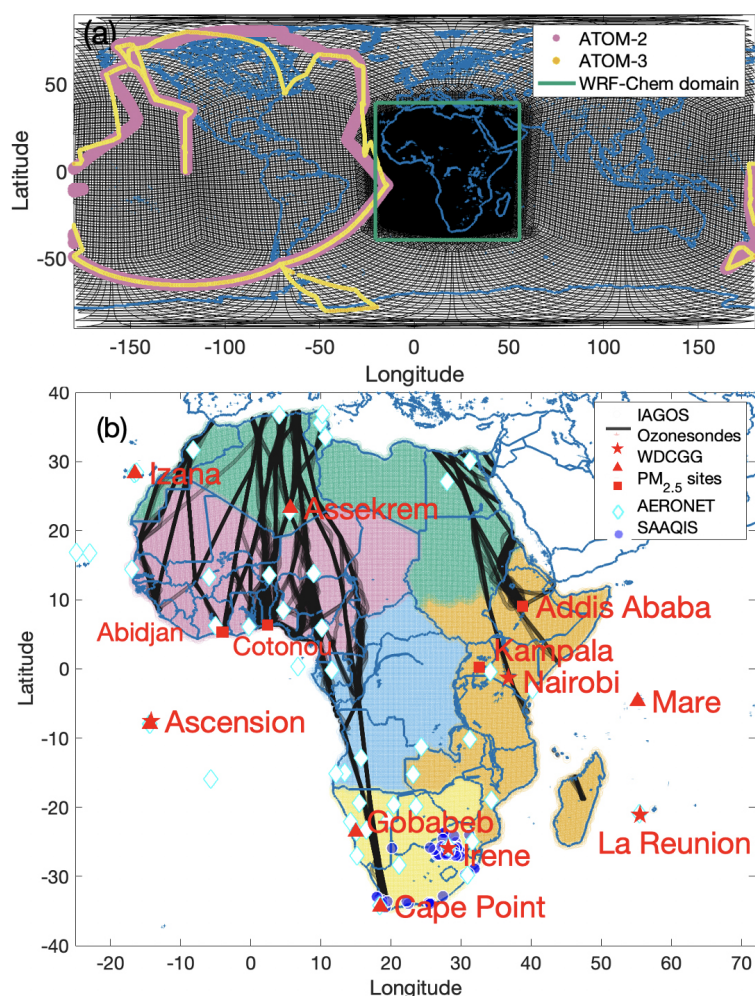 (a)
ATOM-2
ATOM-3
WRF-Chem domain
50
0
-50
Latitude
-150 -100 -50 0 50 100 150
Longitude
(b)
IAGOS
Ozonesondes
WDCGG
PM2.5 sites
AERONET
SAAQIS
40
30
20
10
0
-10
-20
-30
-40
Latitude
Izana
Assekrem
Addis Ababa
Abidjan
Cotonou
Kampala
Nairobi
Mare
Ascension
Gobabeb
La Reunion
Irene
Cape Point
-20 -10 0 10 20 30 40 50 60 70
Longitude